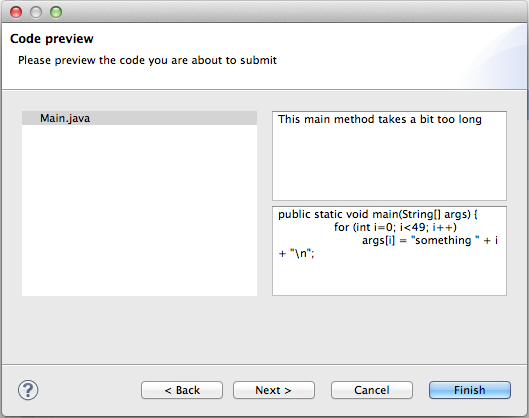 Code preview
Please preview the code you are about to submit
Main.java
This main method takes a bit too long
public static void main(String[] args) {
for (int i=0; i<49; i++)
args[i] = "something " + i
+ "\n";
?
< Back
Next >
Cancel
Finish